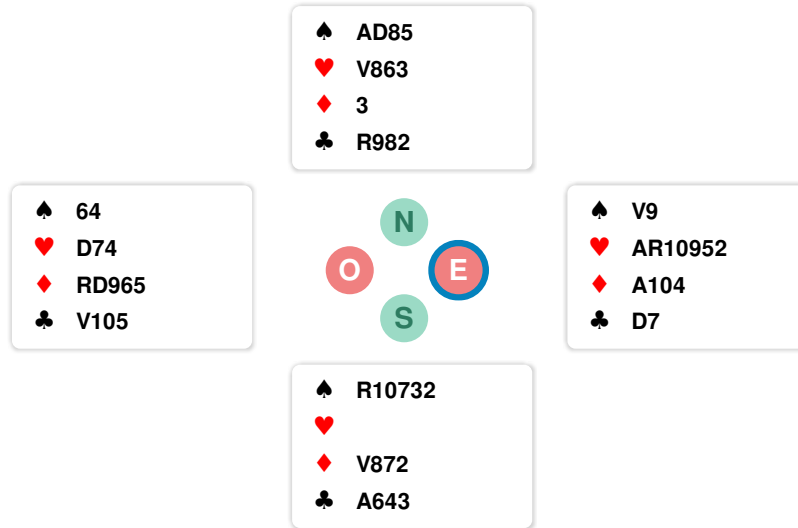 ♠ AD85
♥ V863
♦ 3
♣ R982
♠ 64
♥ D74
♦ RD965
♣ V105
N
O
E
S
♠ V9
♥ AR10952
♦ A104
♣ D7
♠ R10732
♥
♦ V872
♣ A643